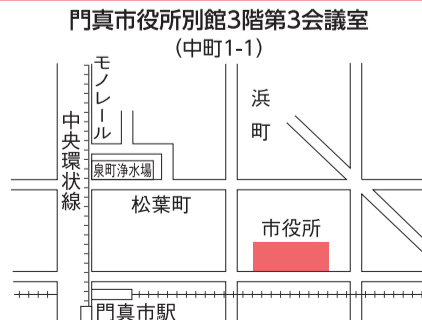 門真市役所別館3階第3会議室
（中町1-1）
モノレール
中央環状線
浜町
泉町浄水場
松葉町
市役所
門真市駅